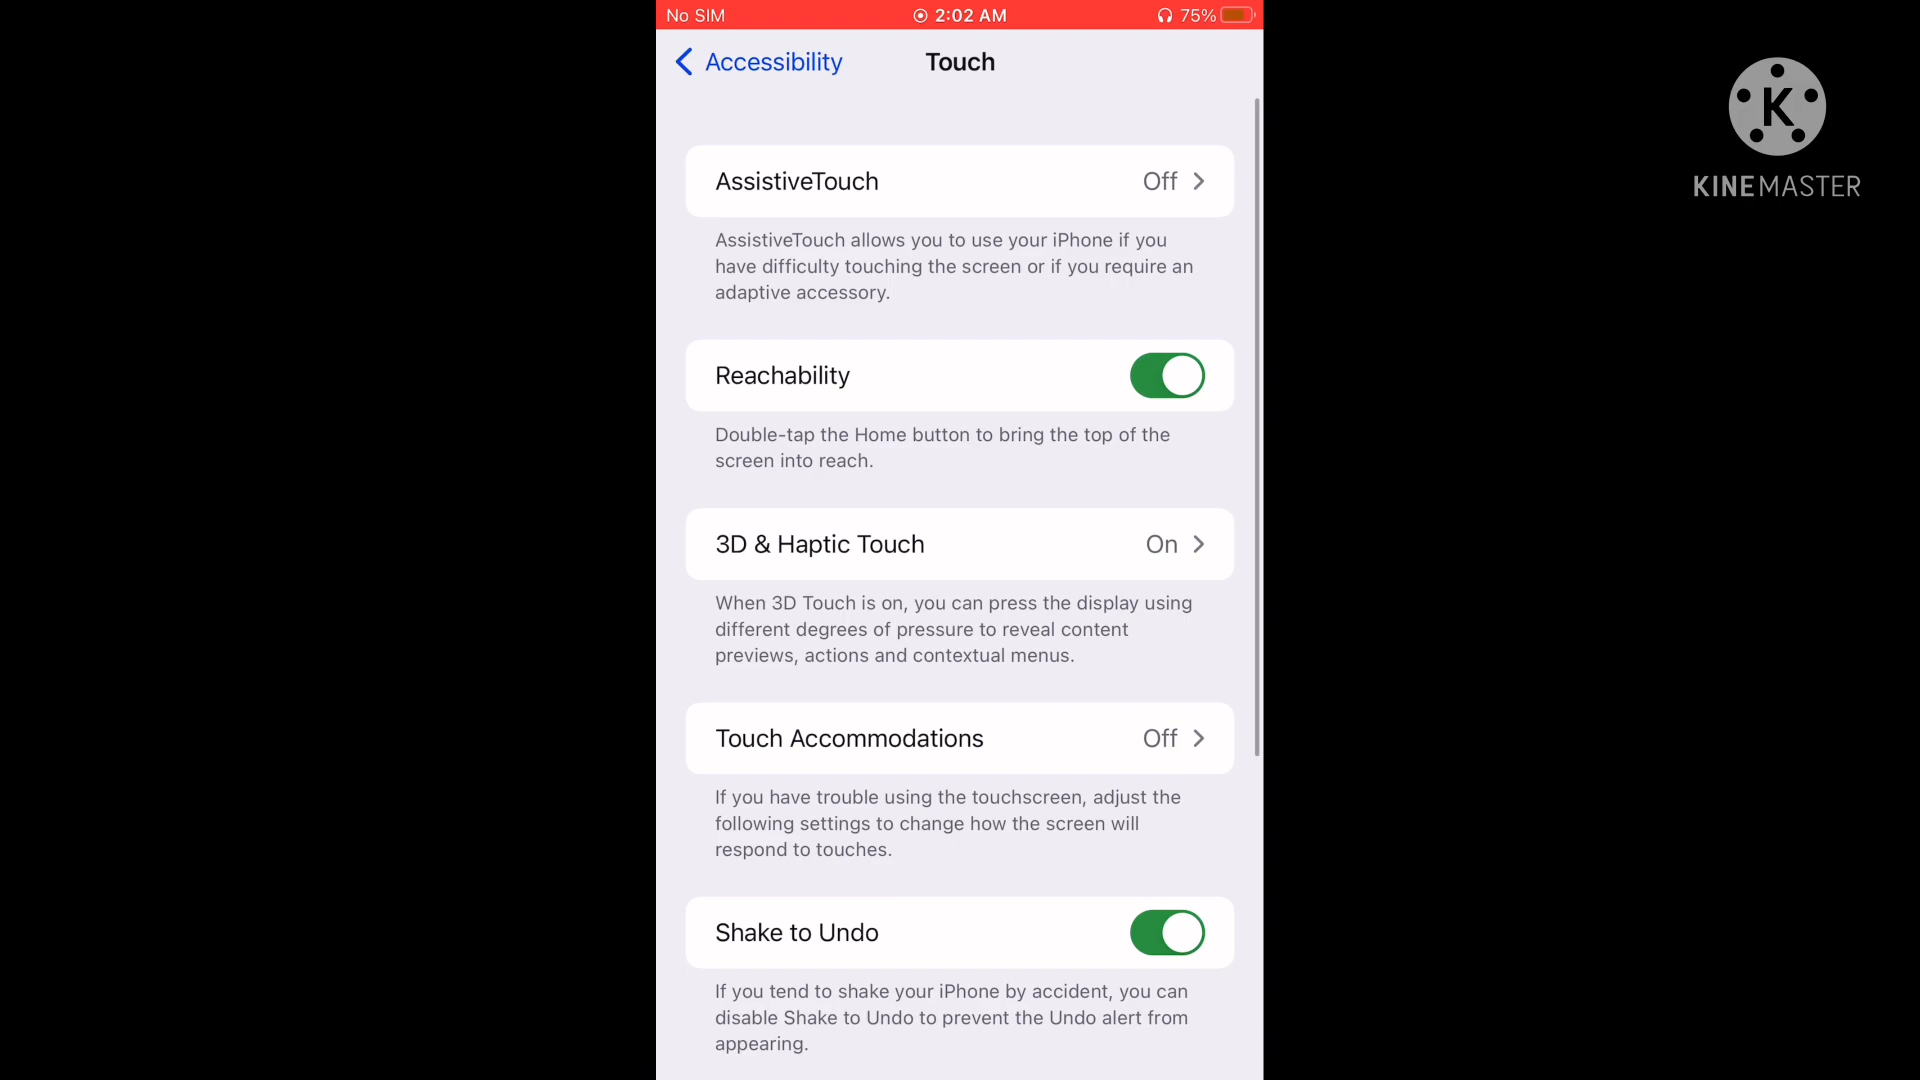 No SIM 2:02 AM 75%
Accessibility Touch
K
KINEMASTER
AssistiveTouch Off
AssistiveTouch allows you to use your iPhone if you
have difficulty touching the screen or if you require an
adaptive accessory.
Reachability
Double-tap the Home button to bring the top of the
screen into reach.
3D & Haptic Touch On
When 3D Touch is on, you can press the display using
different degrees of pressure to reveal content
previews, actions and contextual menus.
Touch Accommodations Off
If you have trouble using the touchscreen, adjust the
following settings to change how the screen will
respond to touches.
Shake to Undo
If you tend to shake your iPhone by accident, you can
disable Shake to Undo to prevent the Undo alert from
appearing.